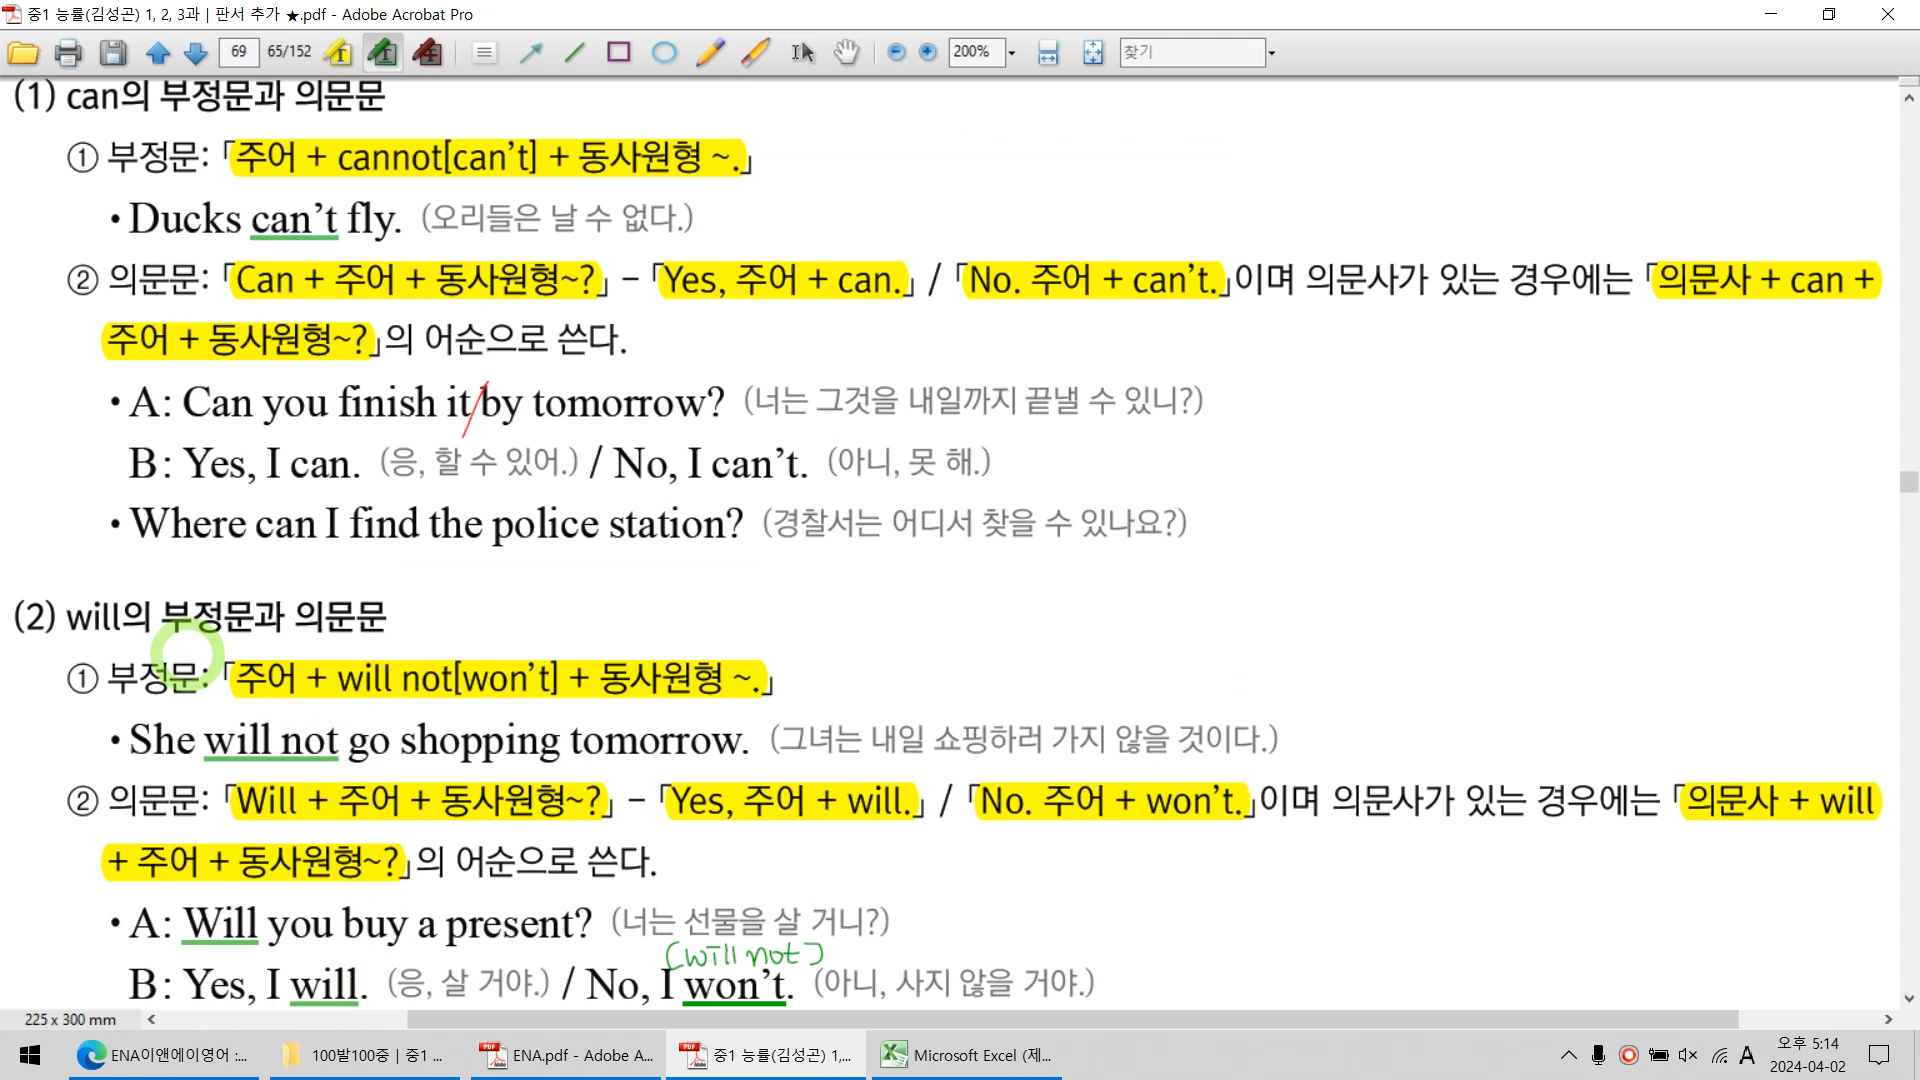 중1 능률(김성곤) 1, 2, 3과 | 판서 추가 ★.pdf - Adobe Acrobat Pro
69 65/152 200% 찾기
(1) can의 부정문과 의문문
① 부정문: 「주어 + cannot[can’t] + 동사원형 ~.」
• Ducks can’t fly. (오리들은 날 수 없다.)
② 의문문: 「Can + 주어 + 동사원형~?」 – 「Yes, 주어 + can.」 / 「No. 주어 + can’t.」이며 의문사가 있는 경우에는 「의문사 + can +
주어 + 동사원형~?」의 어순으로 쓴다.
• A: Can you finish it by tomorrow? (너는 그것을 내일까지 끝낼 수 있니?)
B: Yes, I can. (응, 할 수 있어.) / No, I can’t. (아니, 못 해.)
• Where can I find the police station? (경찰서는 어디서 찾을 수 있나요?)
(2) will의 부정문과 의문문
① 부정문: 「주어 + will not[won’t] + 동사원형 ~.」
• She will not go shopping tomorrow. (그녀는 내일 쇼핑하러 가지 않을 것이다.)
② 의문문: 「Will + 주어 + 동사원형~?」 – 「Yes, 주어 + will.」 / 「No. 주어 + won’t.」이며 의문사가 있는 경우에는 「의문사 + will
+ 주어 + 동사원형~?」의 어순으로 쓴다.
• A: Will you buy a present? (너는 선물을 살 거니?)
(will not)
B: Yes, I will. (응, 살 거야.) / No, I won’t. (아니, 사지 않을 거야.)
225 x 300 mm
ENA이앤에이영어 :... 100발100중 | 중1 ... ENA.pdf - Adobe A... 중1 능률(김성곤) 1,... Microsoft Excel (제... A 오후 5:14
2024-04-02